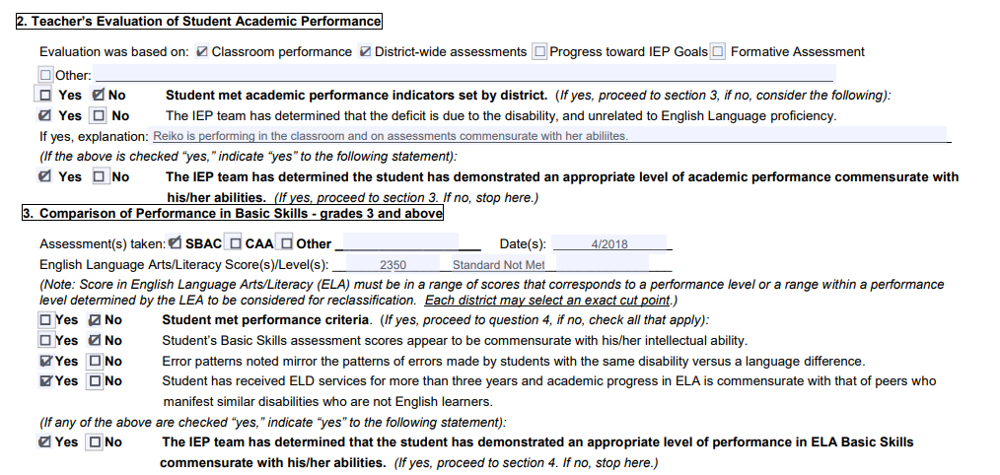 2. Teacher's Evaluation of Student Academic Performance
Evaluation was based on: ☑ Classroom performance ☑ District-wide assessments ☐ Progress toward IEP Goals ☐ Formative Assessment
☐ Other:
☐ Yes ☑ No Student met academic performance indicators set by district. (If yes, proceed to section 3, if no, consider the following):
☑ Yes ☐ No The IEP team has determined that the deficit is due to the disability, and unrelated to English Language proficiency.
If yes, explanation: Reiko is performing in the classroom and on assessments commensurate with her abiliites.
(If the above is checked "yes," indicate "yes" to the following statement):
☑ Yes ☐ No The IEP team has determined the student has demonstrated an appropriate level of academic performance commensurate with
his/her abilities. (If yes, proceed to section 3. If no, stop here.)
3. Comparison of Performance in Basic Skills - grades 3 and above
Assessment(s) taken: ☑ SBAC ☐ CAA ☐ Other Date(s): 4/2018
English Language Arts/Literacy Score(s)/Level(s): 2350 Standard Not Met
(Note: Score in English Language Arts/Literacy (ELA) must be in a range of scores that corresponds to a performance level or a range within a performance
level determined by the LEA to be considered for reclassification. Each district may select an exact cut point.)
☐ Yes ☑ No Student met performance criteria. (If yes, proceed to question 4, if no, check all that apply):
☐ Yes ☑ No Student's Basic Skills assessment scores appear to be commensurate with his/her intellectual ability.
☑ Yes ☐ No Error patterns noted mirror the patterns of errors made by students with the same disability versus a language difference.
☑ Yes ☐ No Student has received ELD services for more than three years and academic progress in ELA is commensurate with that of peers who
manifest similar disabilities who are not English learners.
(If any of the above are checked "yes," indicate "yes" to the following statement):
☑ Yes ☐ No The IEP team has determined that the student has demonstrated an appropriate level of performance in ELA Basic Skills
commensurate with his/her abilities. (If yes, proceed to section 4. If no, stop here.)